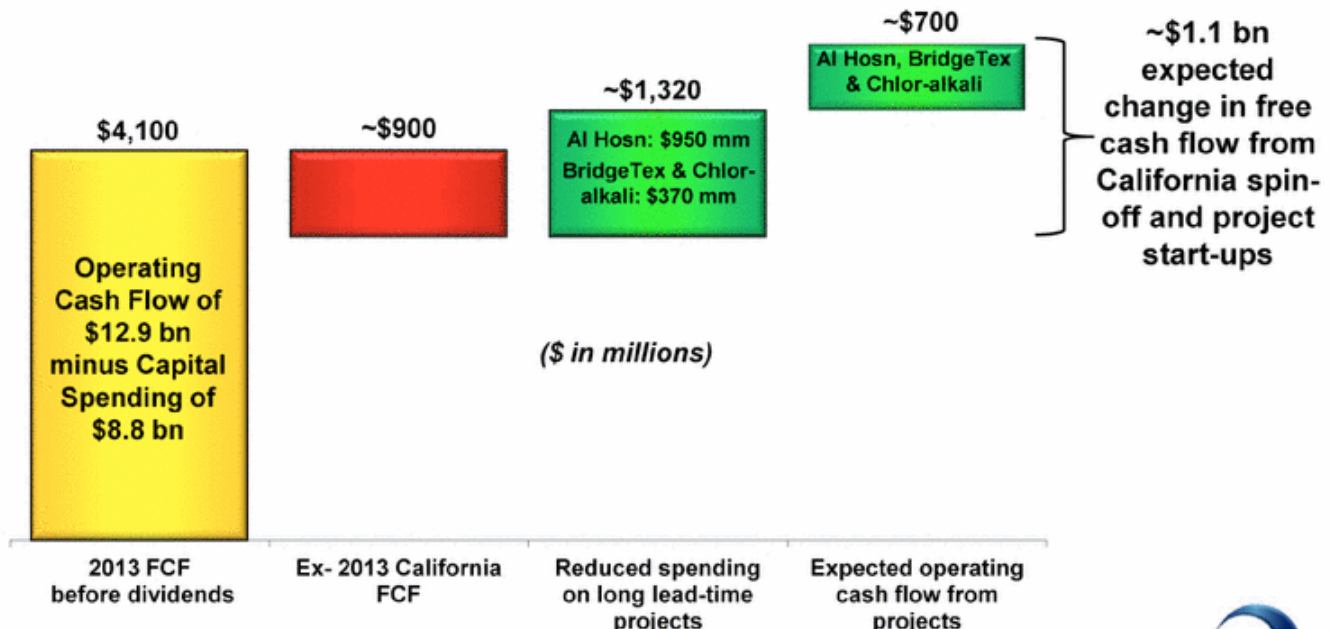 ~$700
~$1.1 bn
expected
change in free
cash flow from
California spin-
off and project
start-ups
Al Hosn, BridgeTex
& Chlor-alkali
~$1,320
$4,100
~$900
Al Hosn: $950 mm
BridgeTex & Chlor-
alkali: $370 mm
Operating
Cash Flow of
$12.9 bn
minus Capital
Spending of
$8.8 bn
($ in millions)
2013 FCF
before dividends
Ex- 2013 California
FCF
Reduced spending
on long lead-time
projects
Expected operating
cash flow from
projects